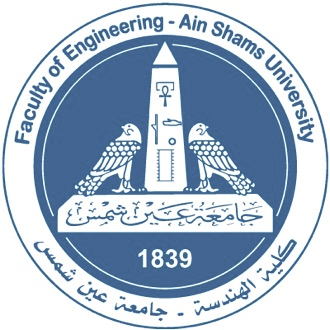 Faculty of Engineering - Ain Shams University
جامعة عين شمس
1839
كلية الهندسة - جامعة عين شمس